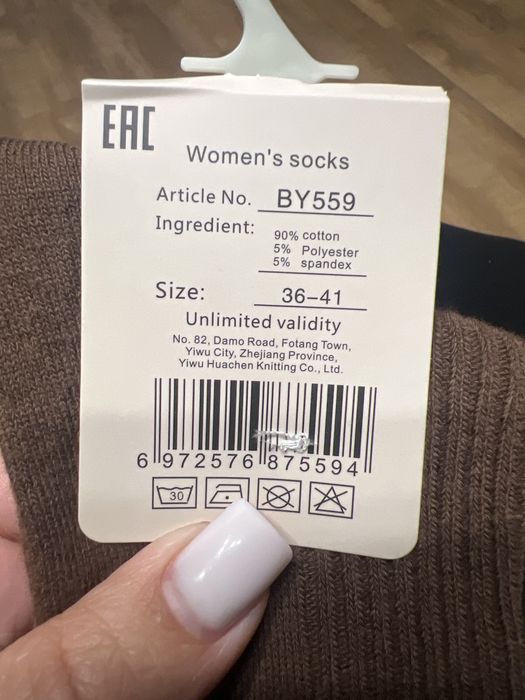 EAC
Women's socks
Article No. BY559
Ingredient: 90% cotton
5% Polyester
5% spandex
Size: 36-41
Unlimited validity
No. 82, Damo Road, Fotang Town,
Yiwu City, Zhejiang Province,
Yiwu Huachen Knitting Co., Ltd.
6 972576 875594
30